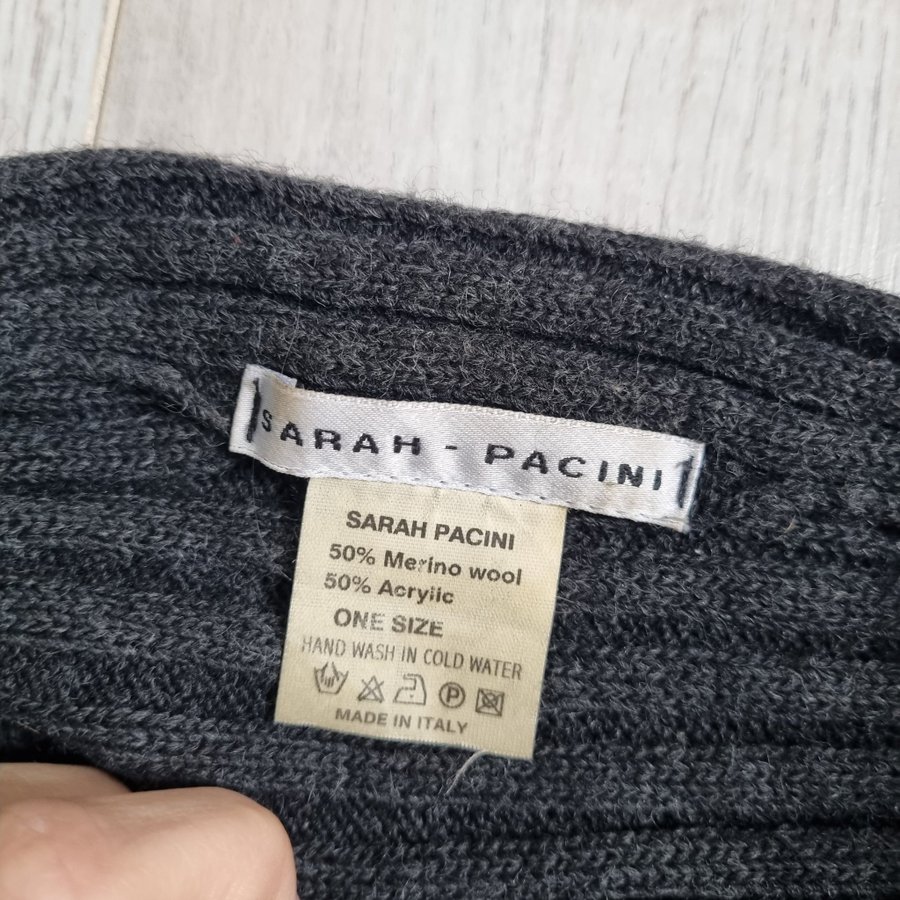 SARAH - PACINI
SARAH PACINI
50% Merino wool
50% Acrylic
ONE SIZE
HAND WASH IN COLD WATER
P
MADE IN ITALY